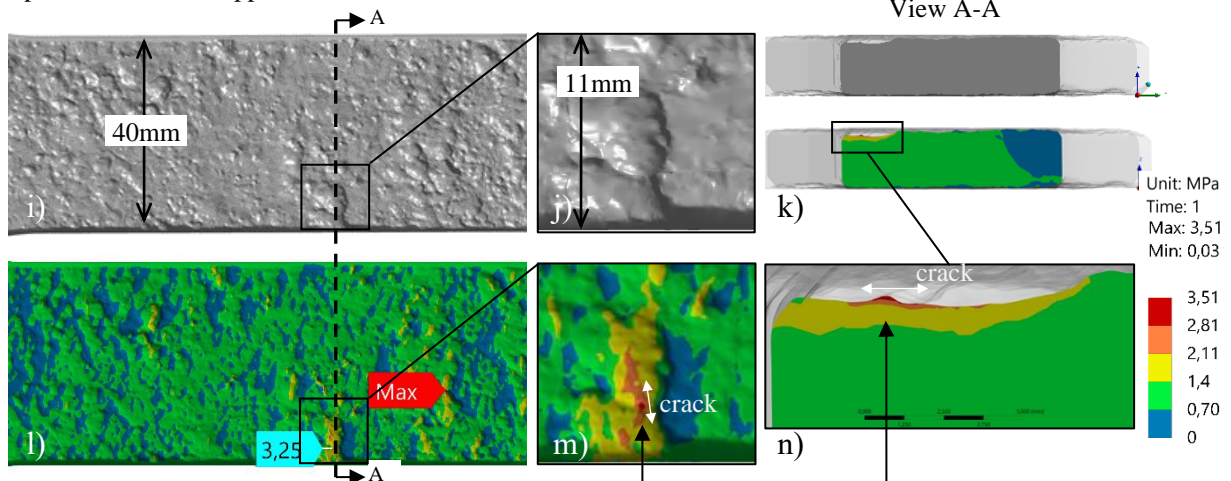 A
View A-A
40mm
11mm
i)
j)
k)
Unit: MPa
Time: 1
Max: 3,51
Min: 0,03
crack
3,51
2,81
2,11
1,4
0,70
0
Max
crack
3,25
l)
m)
n)
A